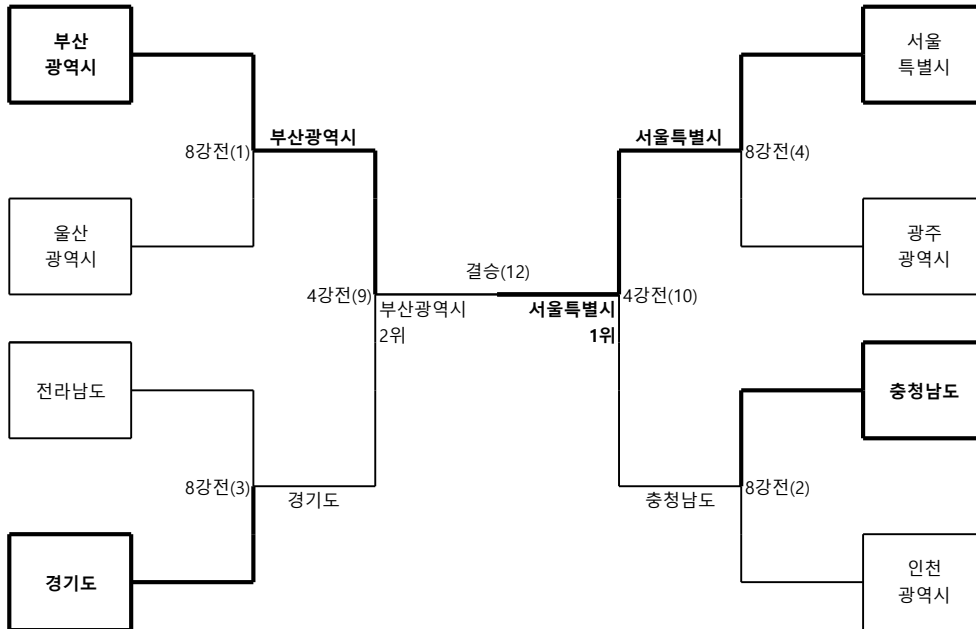 부산
광역시
서울
특별시
부산광역시
서울특별시
8강전(1)
8강전(4)
울산
광역시
광주
광역시
결승(12)
4강전(9)
4강전(10)
부산광역시
2위
서울특별시
1위
전라남도
충청남도
8강전(3)
8강전(2)
경기도
충청남도
경기도
인천
광역시